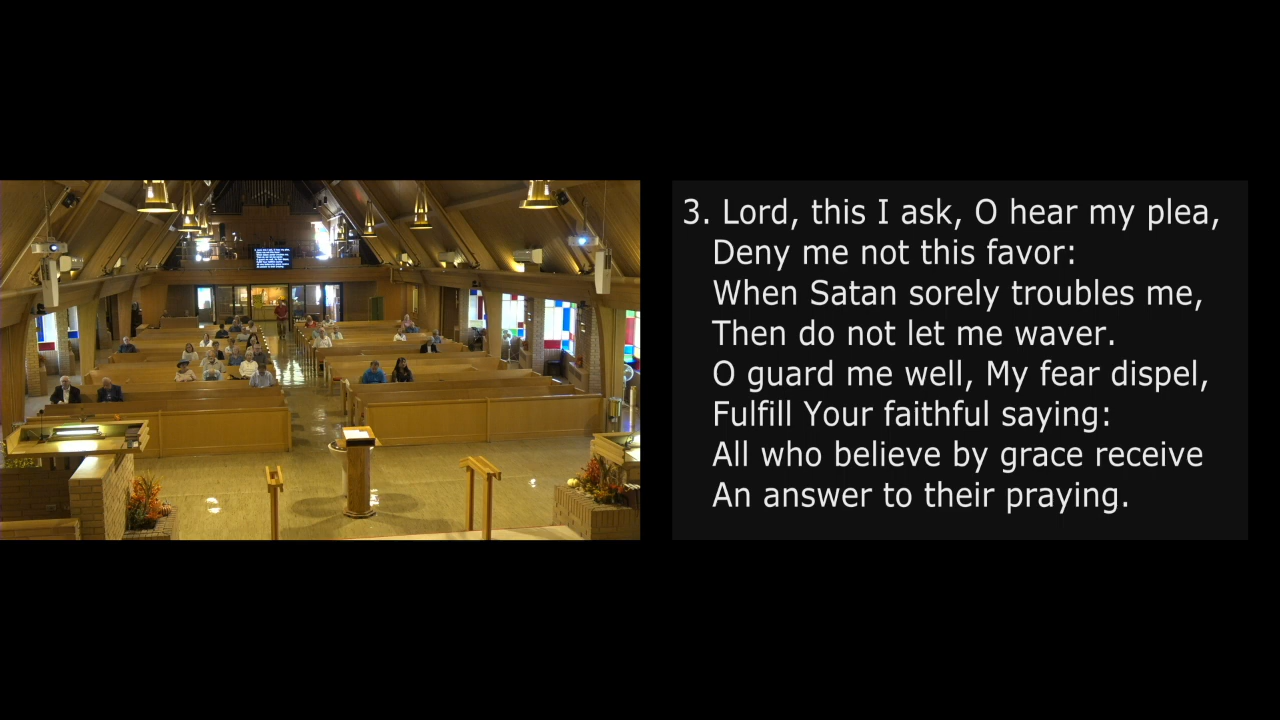 3. Lord, this I ask, O hear my plea,
Deny me not this favor:
When Satan sorely troubles me,
Then do not let me waver.
O guard me well, My fear dispel,
Fulfill Your faithful saying:
All who believe by grace receive
An answer to their praying.